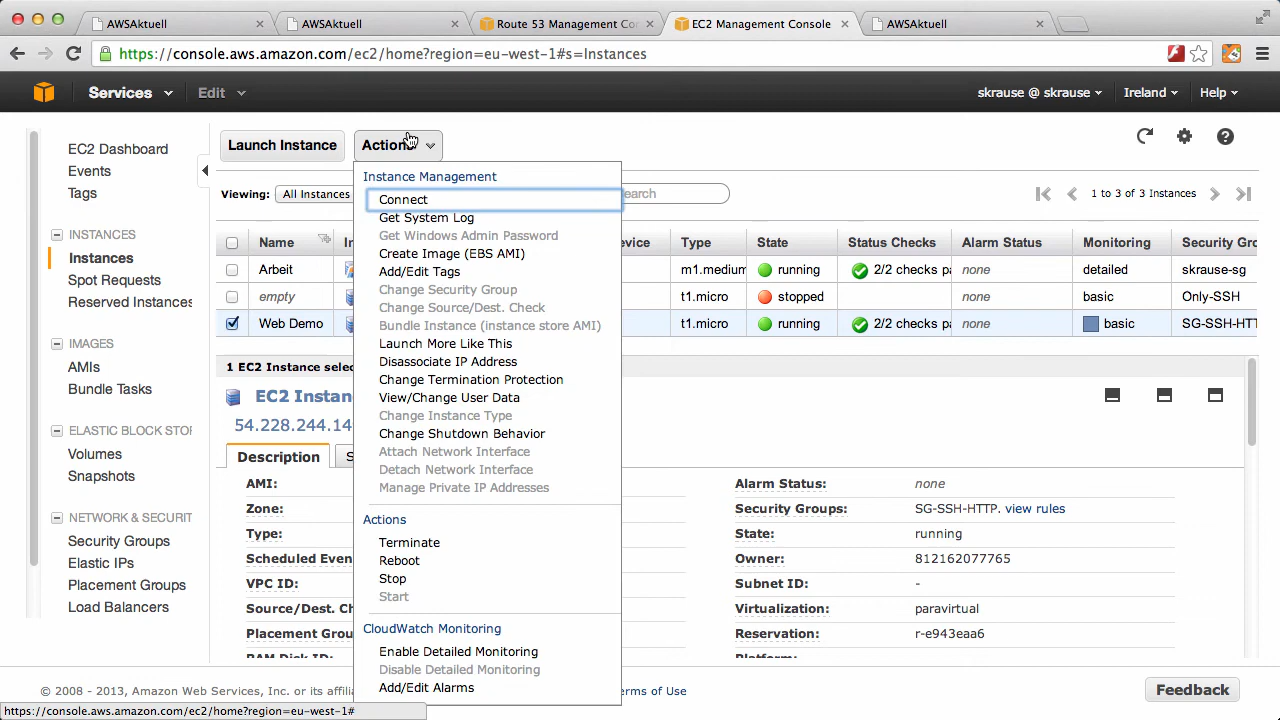 AWSAktuell
AWSAktuell
Route 53 Management Co
EC2 Management Console
AWSAktuell
https://console.aws.amazon.com/ec2/home?region=eu-west-1#s=Instances
Services
Edit
skrause @ skrause
Ireland
Help
EC2 Dashboard
Events
Tags
INSTANCES
Instances
Spot Requests
Reserved Instances
IMAGES
AMIs
Bundle Tasks
ELASTIC BLOCK STOR
Volumes
Snapshots
NETWORK & SECURIT
Security Groups
Elastic IPs
Placement Groups
Load Balancers
Launch Instance
Actions
Viewing:
All Instances
earch
1 to 3 of 3 Instances
Name
In
evice
Type
State
Status Checks
Alarm Status
Monitoring
Security Gro
Arbeit
m1.medium
running
2/2 checks pa
none
detailed
skrause-sg
empty
t1.micro
stopped
none
basic
Only-SSH
Web Demo
t1.micro
running
2/2 checks pa
none
basic
SG-SSH-HTT
Instance Management
Connect
Get System Log
Get Windows Admin Password
Create Image (EBS AMI)
Add/Edit Tags
Change Security Group
Change Source/Dest. Check
Bundle Instance (instance store AMI)
Launch More Like This
Disassociate IP Address
Change Termination Protection
View/Change User Data
Change Instance Type
Change Shutdown Behavior
Attach Network Interface
Detach Network Interface
Manage Private IP Addresses
Actions
Terminate
Reboot
Stop
Start
CloudWatch Monitoring
Enable Detailed Monitoring
Disable Detailed Monitoring
Add/Edit Alarms
1 EC2 Instance selec
EC2 Instan
54.228.244.14
Description
S
AMI:
Zone:
Type:
Scheduled Even
VPC ID:
Source/Dest. Ch
Placement Grou
RAM Disk ID:
Alarm Status:
none
Security Groups:
SG-SSH-HTTP. view rules
State:
running
Owner:
812162077765
Subnet ID:
-
Virtualization:
paravirtual
Reservation:
r-e943eaa6
Platform:
© 2008 - 2013, Amazon Web Services, Inc. or its affili
erms of Use
Feedback
https://console.aws.amazon.com/ec2/home?region=eu-west-1#